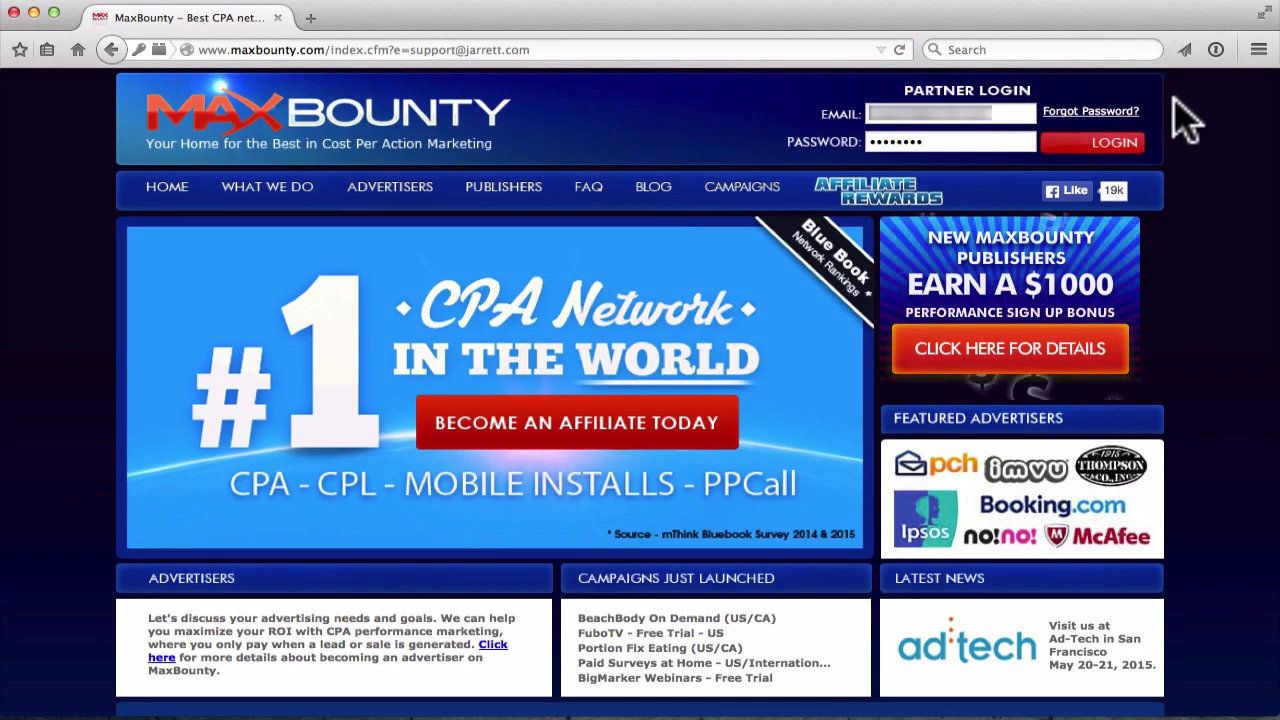 MaxBounty – Best CPA net...
www.maxbounty.com/index.cfm?e=support@jarrett.com
Search
MAXBOUNTY
Your Home for the Best in Cost Per Action Marketing
PARTNER LOGIN
EMAIL:
Forgot Password?
PASSWORD:
LOGIN
HOME
WHAT WE DO
ADVERTISERS
PUBLISHERS
FAQ
BLOG
CAMPAIGNS
AFFILIATE
REWARDS
Like
19k
Blue Book
Network Rankings *
#1
CPA Network
IN THE WORLD
BECOME AN AFFILIATE TODAY
CPA - CPL - MOBILE INSTALLS - PPCall
* Source - mThink Bluebook Survey 2014 & 2015
NEW MAXBOUNTY
PUBLISHERS
EARN A $1000
PERFORMANCE SIGN UP BONUS
CLICK HERE FOR DETAILS
FEATURED ADVERTISERS
pch
imvu
1915
THOMPSON
& CO., INC.
Booking.com
Ipsos
no!no!
McAfee
ADVERTISERS
Let's discuss your advertising needs and goals. We can help
you maximize your ROI with CPA performance marketing,
where you only pay when a lead or sale is generated. Click
here for more details about becoming an advertiser on
MaxBounty.
CAMPAIGNS JUST LAUNCHED
BeachBody On Demand (US/CA)
FuboTV - Free Trial - US
Portion Fix Eating (US/CA)
Paid Surveys at Home - US/Internation...
BigMarker Webinars - Free Trial
LATEST NEWS
ad:tech
Visit us at
Ad-Tech in San
Francisco
May 20-21, 2015.